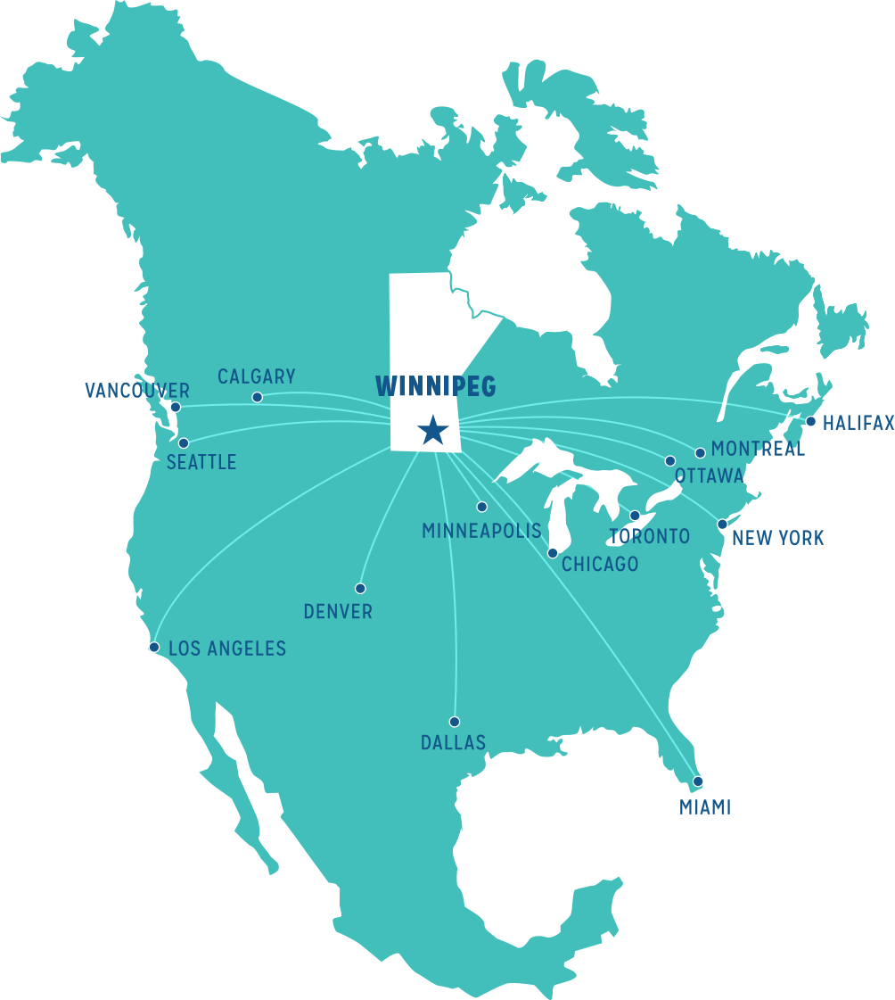 CALGARY
WINNIPEG
VANCOUVER
HALIFAX
MONTREAL
SEATTLE
OTTAWA
MINNEAPOLIS
TORONTO
NEW YORK
CHICAGO
DENVER
LOS ANGELES
DALLAS
MIAMI